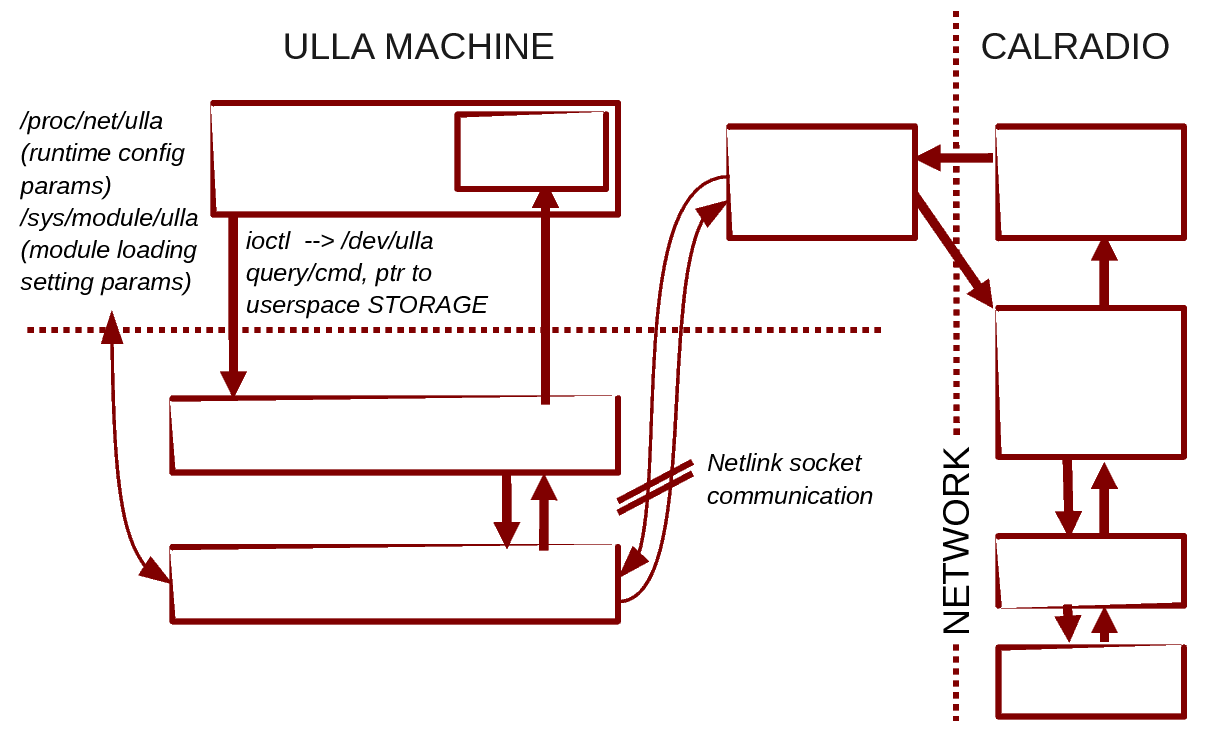 ULLA MACHINE
CALRADIO
/proc/net/ulla
(runtime config
params)
/sys/module/ulla
(module loading
setting params)
ioctl  --> /dev/ulla
query/cmd, ptr to
userspace STORAGE
Netlink socket
communication
NETWORK